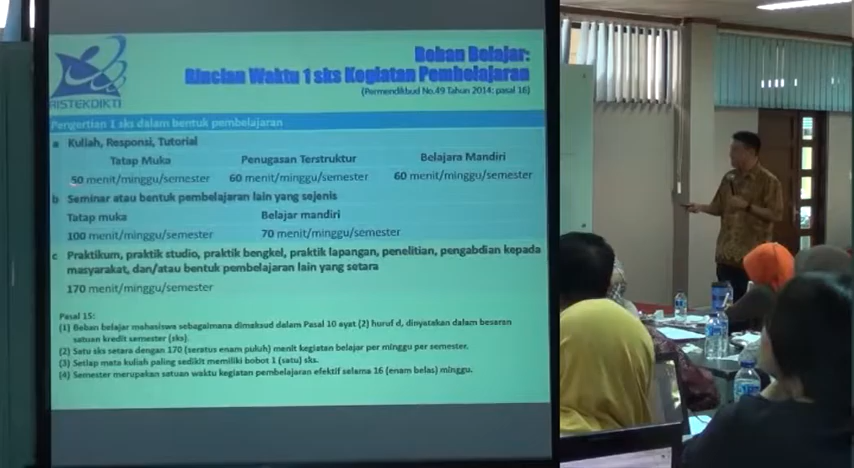 RISTEKDIKTI
Beban Belajar:
Rincian Waktu 1 sks Kegiatan Pembelajaran
(Permendikbud No.49 Tahun 2014: pasal 16)
Pengertian 1 sks dalam bentuk pembelajaran
a Kuliah, Responsi, Tutorial
Tatap Muka Penugasan Terstruktur Belajara Mandiri
50 menit/minggu/semester 60 menit/minggu/semester 60 menit/minggu/semester
b Seminar atau bentuk pembelajaran lain yang sejenis
Tatap muka Belajar mandiri
100 menit/minggu/semester 70 menit/minggu/semester
c Praktikum, praktik studio, praktik bengkel, praktik lapangan, penelitian, pengabdian kepada
masyarakat, dan/atau bentuk pembelajaran lain yang setara
170 menit/minggu/semester
Pasal 15:
(1) Beban belajar mahasiswa sebagaimana dimaksud dalam Pasal 10 ayat (2) huruf d, dinyatakan dalam besaran
satuan kredit semester (sks).
(2) Satu sks setara dengan 170 (seratus enam puluh) menit kegiatan belajar per minggu per semester.
(3) Setiap mata kuliah paling sedikit memiliki bobot 1 (satu) sks.
(4) Semester merupakan satuan waktu kegiatan pembelajaran efektif selama 16 (enam belas) minggu.